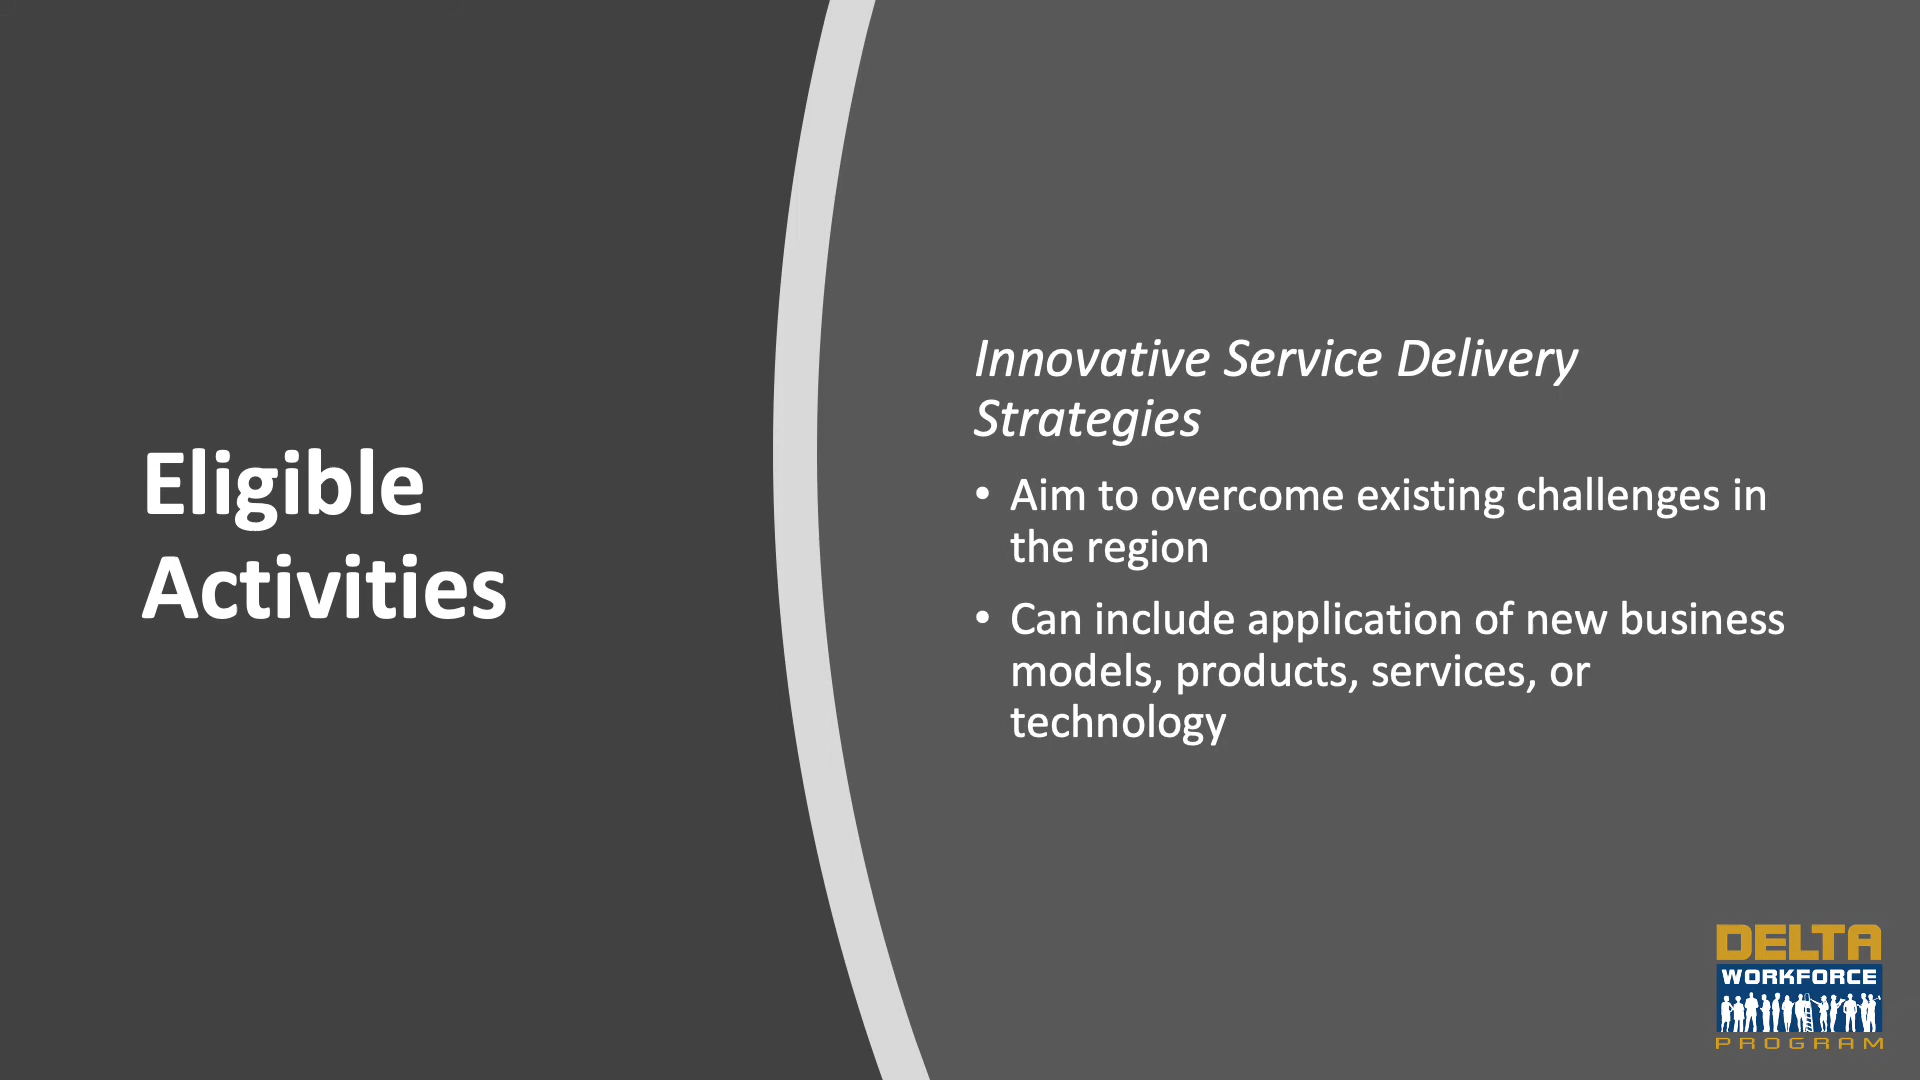 Eligible
Activities
Innovative Service Delivery
Strategies
• Aim to overcome existing challenges in
the region
• Can include application of new business
models, products, services, or
technology
DELTA
WORKFORCE
PROGRAM